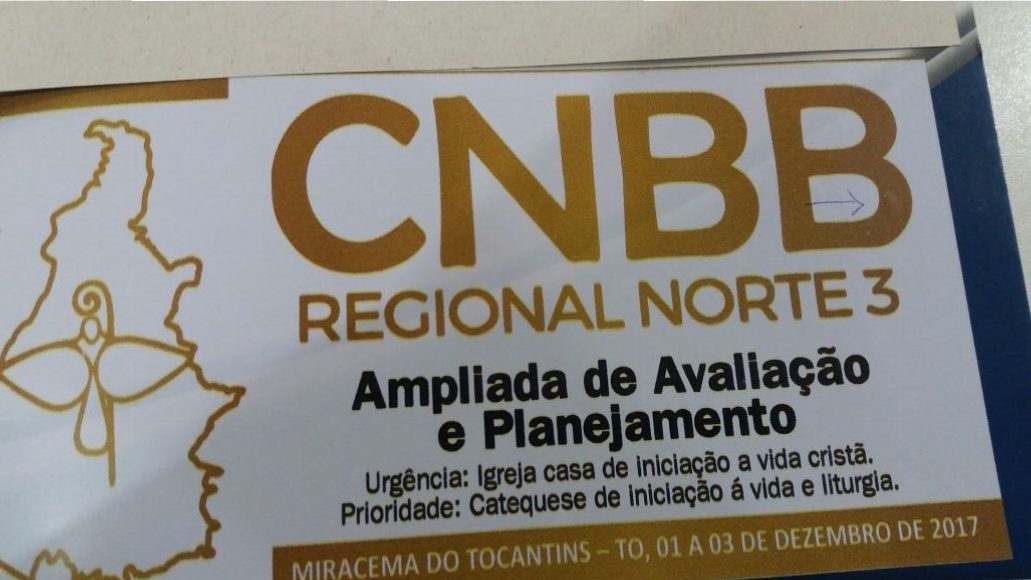 CNBB
REGIONAL NORTE 3
Ampliada de Avaliação
e Planejamento
Urgência: Igreja casa de iniciação a vida cristã.
Prioridade: Catequese de iniciação á vida e liturgia.
MIRACEMA DO TOCANTINS – TO, 01 A 03 DE DEZEMBRO DE 2017